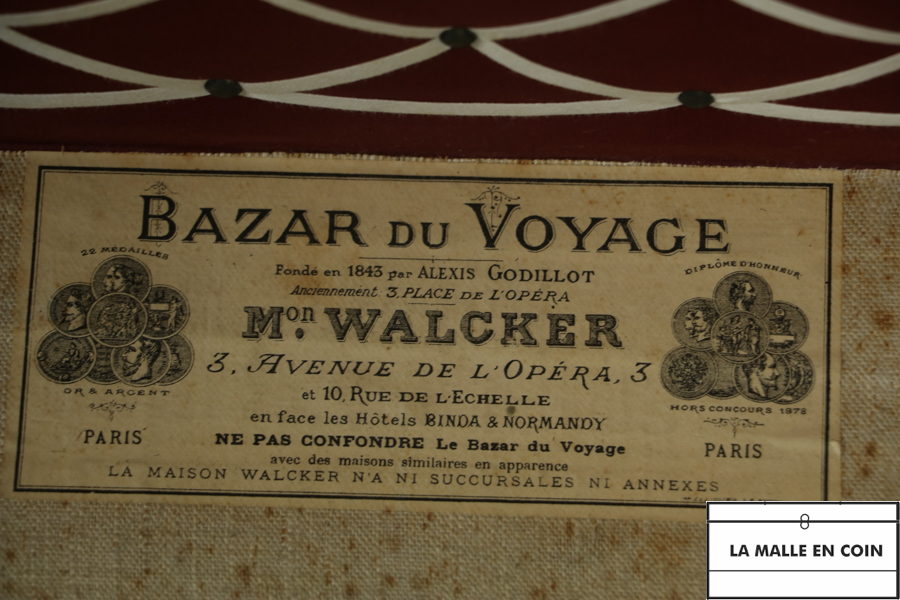 BAZAR DU VOYAGE
Fondé en 1843 par ALEXIS GODILLOT
Anciennement 3, PLACE DE L'OPÉRA
Mon. WALCKER
3, AVENUE DE L'OPÉRA, 3
et 10, RUE DE L'ECHELLE
en face les Hôtels BINDA & NORMANDY
NE PAS CONFONDRE Le Bazar du Voyage
avec des maisons similaires en apparence
LA MAISON WALCKER N'A NI SUCCURSALES NI ANNEXES
22 MÉDAILLES
OR & ARGENT
PARIS
DIPLÔME D'HONNEUR
HORS CONCOURS 1878
PARIS
LA MALLE EN COIN